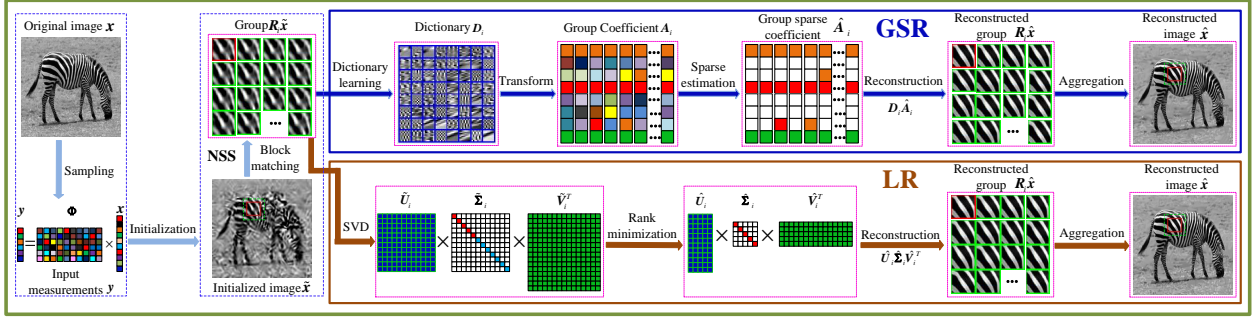 Original image x
Sampling
y
Φ
x
=
×
Input
measurements y
Initialization
Group R_i x̃
...
NSS
Block
matching
Initialized image x̃
GSR
Dictionary
learning
Dictionary D_i
Transform
Group Coefficient A_i
...
Sparse
estimation
Group sparse
coefficient Â_i
...
Reconstruction
D_i Â_i
Reconstructed
group R_i x̂
...
Aggregation
Reconstructed
image x̂
LR
SVD
Ũ_i
×
Σ̃_i
×
Ṽ_i^T
Rank
minimization
Û_i
×
Σ̂_i
×
V̂_i^T
Reconstruction
Û_i Σ̂_i V̂_i^T
Reconstructed
group R_i x̂
...
Aggregation
Reconstructed
image x̂